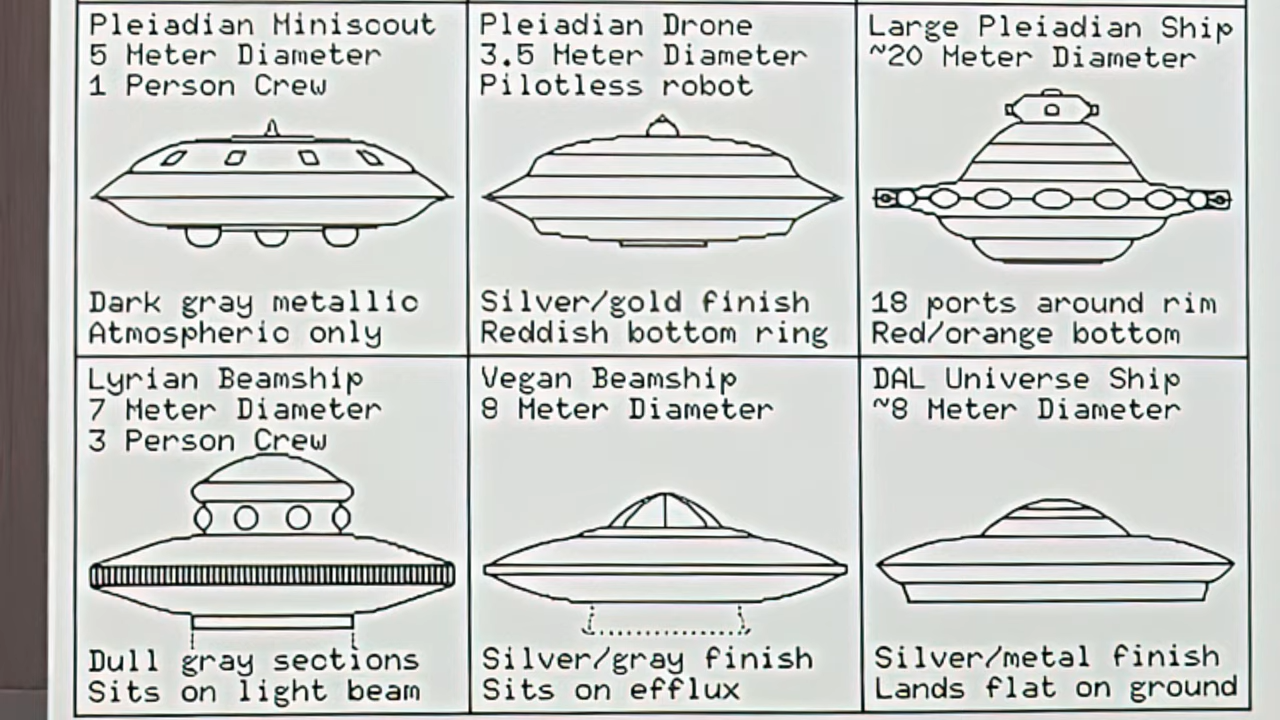 Pleiadian Miniscout
5 Meter Diameter
1 Person Crew
Dark gray metallic
Atmospheric only
Pleiadian Drone
3.5 Meter Diameter
Pilotless robot
Silver/gold finish
Reddish bottom ring
Large Pleiadian Ship
~20 Meter Diameter
18 ports around rim
Red/orange bottom
Lyrian Beamship
7 Meter Diameter
3 Person Crew
Dull gray sections
Sits on light beam
Vegan Beamship
8 Meter Diameter
Silver/gray finish
Sits on efflux
DAL Universe Ship
~8 Meter Diameter
Silver/metal finish
Lands flat on ground